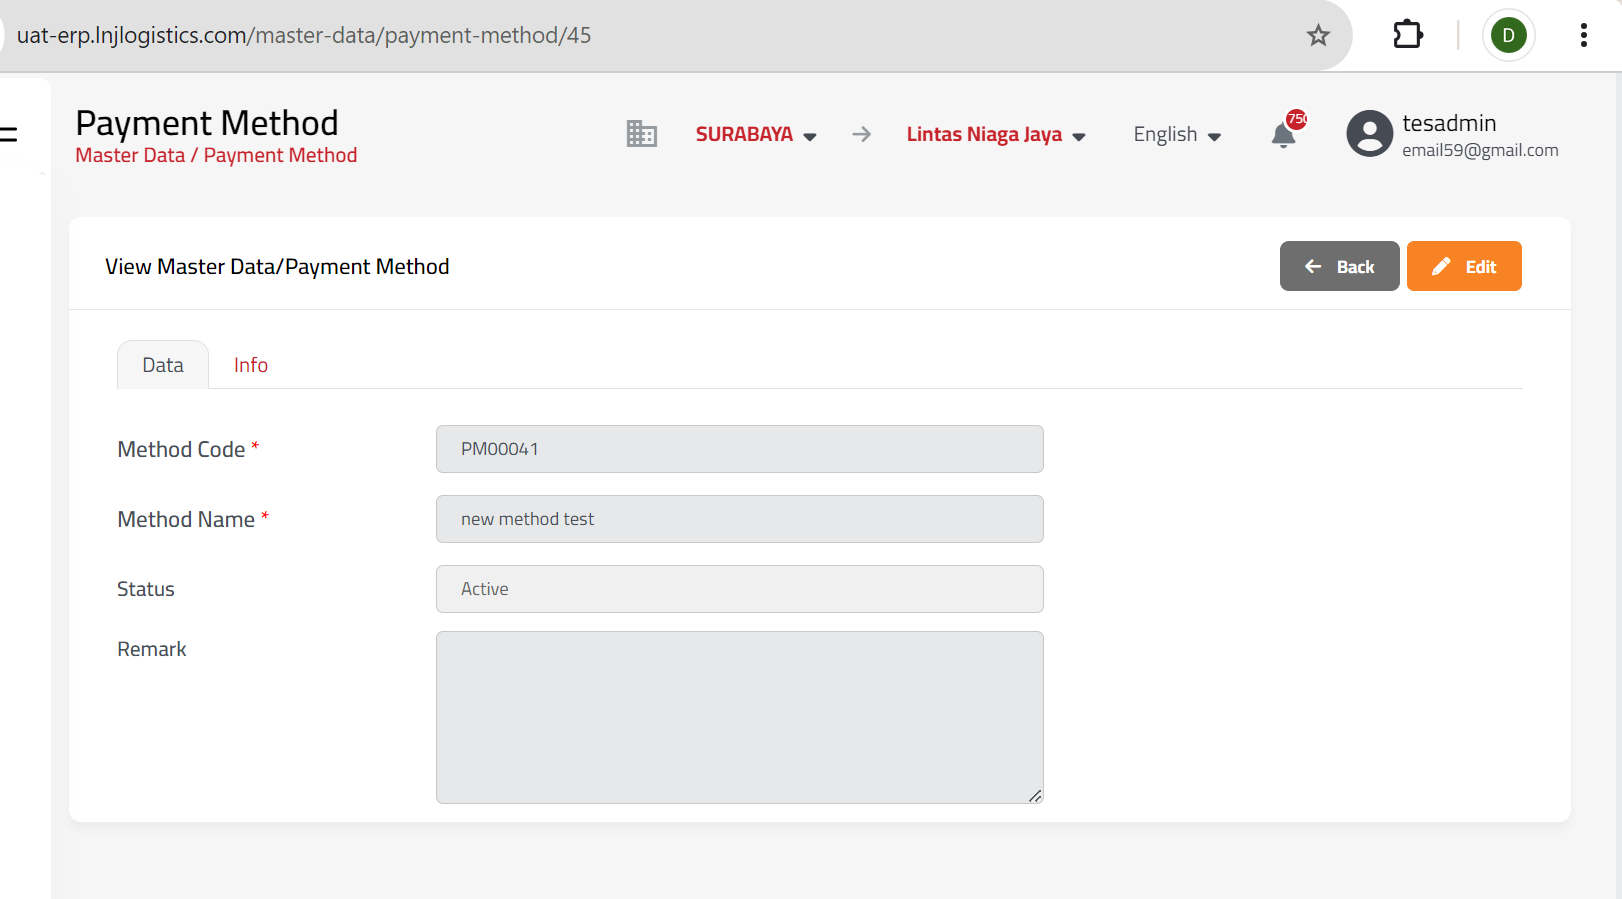 uat-erp.lnjlogistics.com/master-data/payment-method/45
D
Payment Method
Master Data / Payment Method
SURABAYA
Lintas Niaga Jaya
English
tesadmin
email59@gmail.com
View Master Data/Payment Method
Back
Edit
Data
Info
Method Code *
PM00041
Method Name *
new method test
Status
Active
Remark